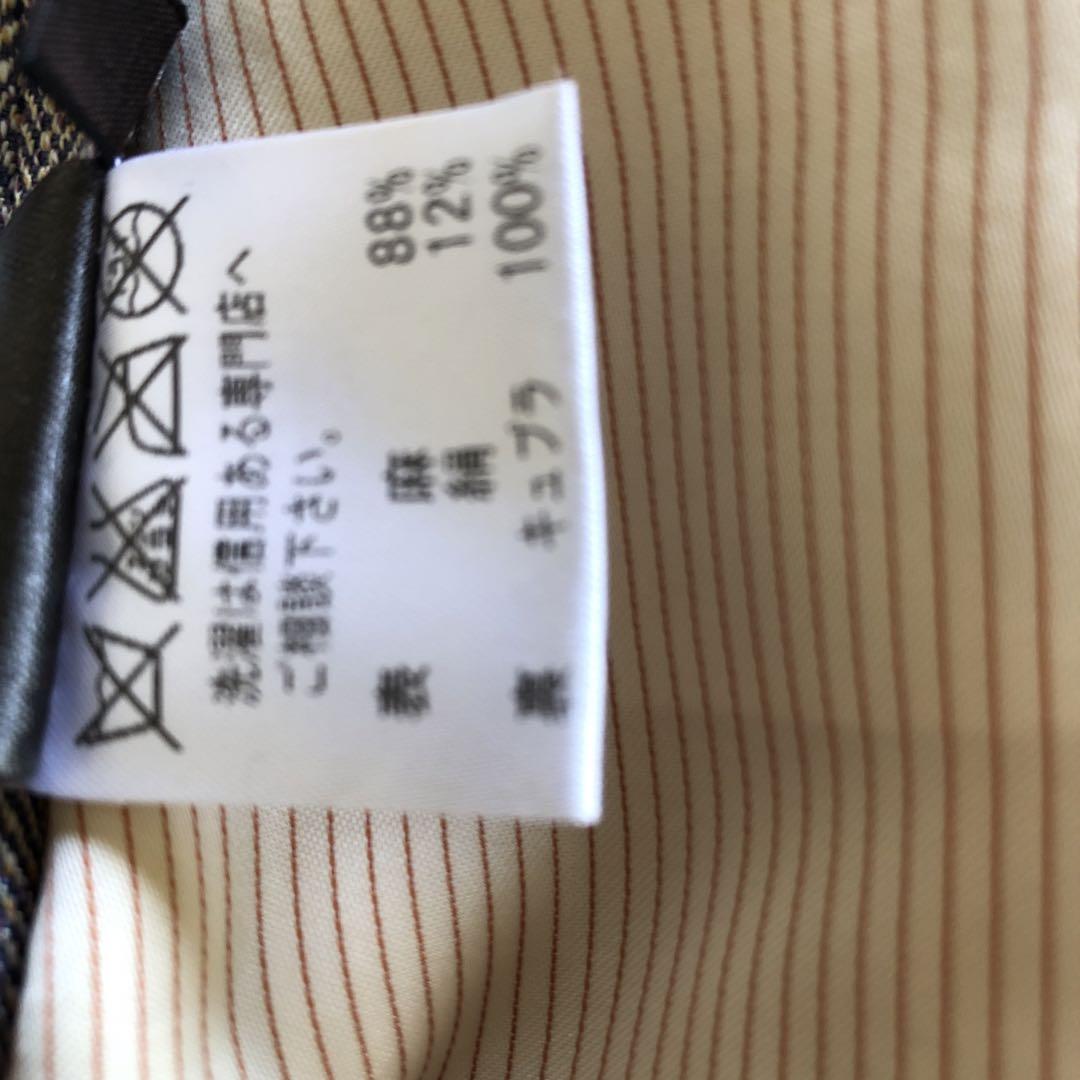 洗濯は信用ある専門店へ
ご相談下さい。
表 麻 88%
絹 12%
裏 キュプラ 100%